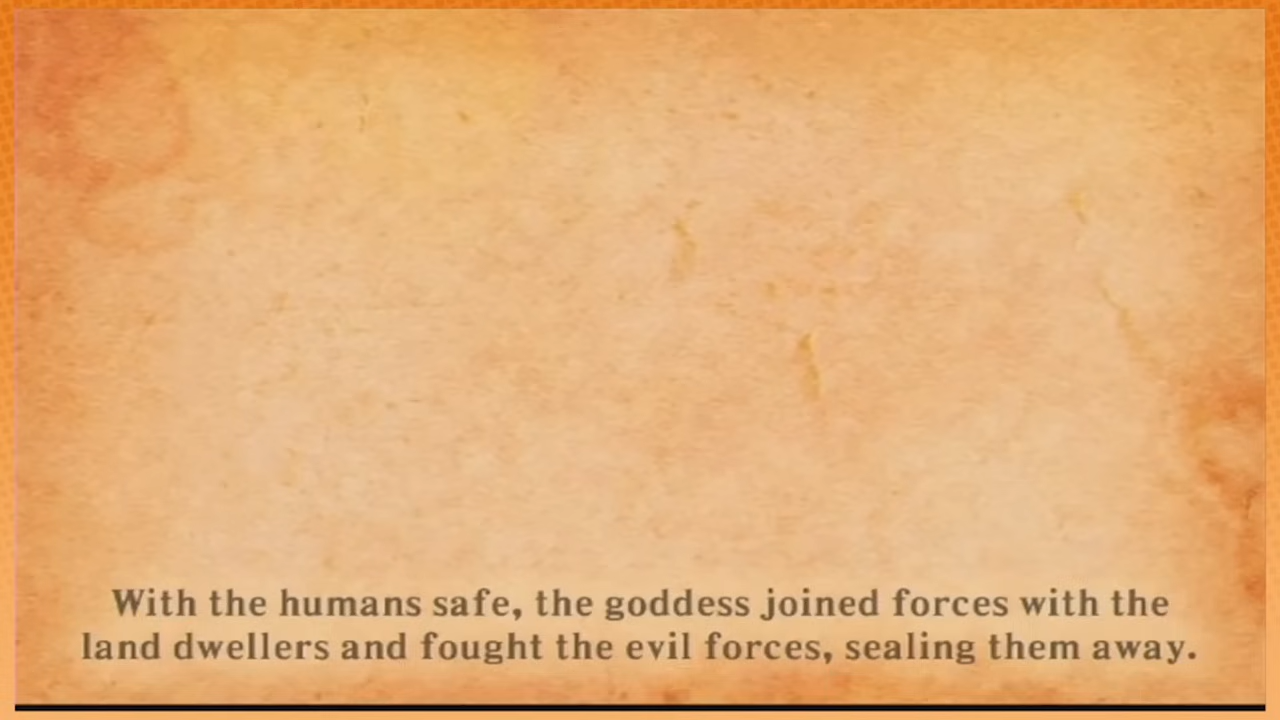 With the humans safe, the goddess joined forces with the
land dwellers and fought the evil forces, sealing them away.